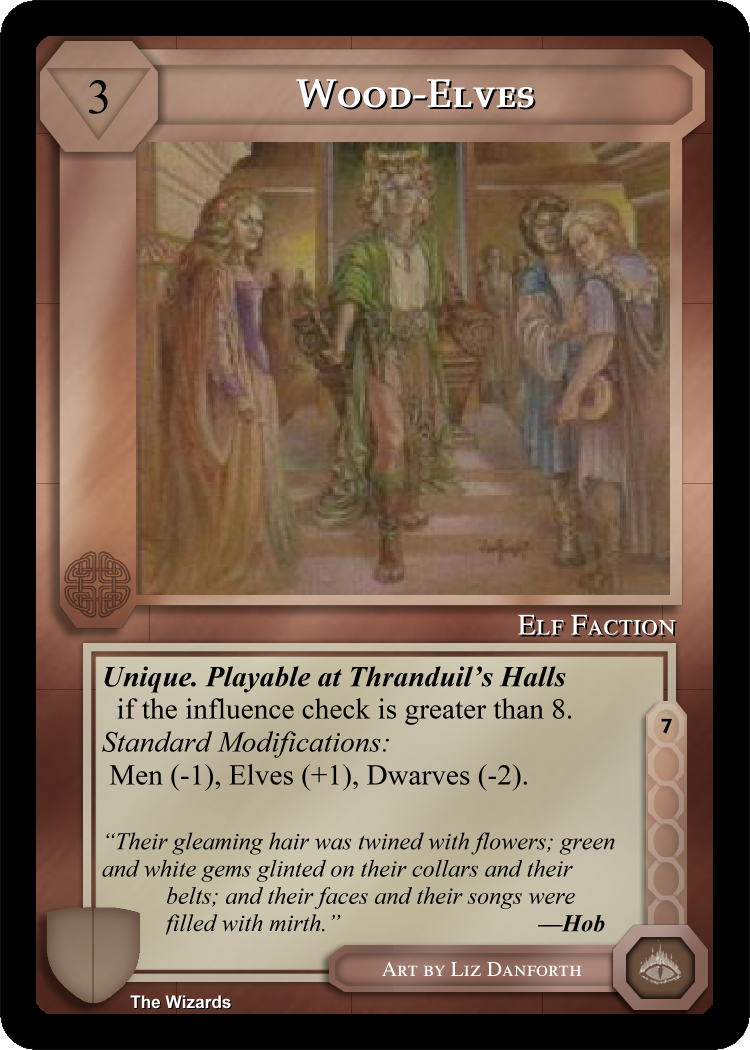 3
Wood-Elves
Elf Faction
Unique. Playable at Thranduil's Halls
if the influence check is greater than 8.
Standard Modifications:
Men (-1), Elves (+1), Dwarves (-2).
7
"Their gleaming hair was twined with flowers; green
and white gems glinted on their collars and their
belts; and their faces and their songs were
filled with mirth." —Hob
Art by Liz Danforth
The Wizards